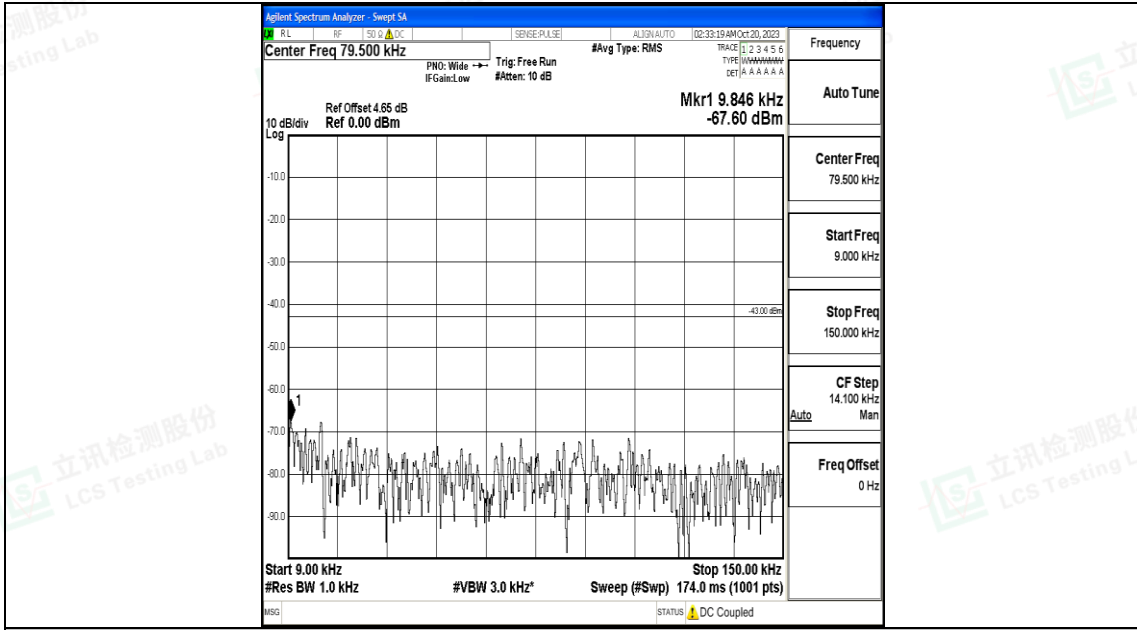 Agilent Spectrum Analyzer - Swept SA
RL RF 50 Ω DC SENSE:PULSE ALIGN AUTO 02:33:19 AM Oct 20, 2023
Center Freq 79.500 kHz
#Avg Type: RMS
TRACE 1 2 3 4 5 6
TYPE
DET A A A A A A
PNO: Wide
IFGain:Low
Trig: Free Run
#Atten: 10 dB
Mkr1 9.846 kHz
-67.60 dBm
Ref Offset 4.65 dB
10 dB/div Ref 0.00 dBm
Log
-10.0
-20.0
-30.0
-40.0
-43.00 dBm
-50.0
-60.0
1
-70.0
-80.0
-90.0
Start 9.00 kHz Stop 150.00 kHz
#Res BW 1.0 kHz #VBW 3.0 kHz* Sweep (#Swp) 174.0 ms (1001 pts)
MSG STATUS DC Coupled
Frequency
Auto Tune
Center Freq
79.500 kHz
Start Freq
9.000 kHz
Stop Freq
150.000 kHz
CF Step
14.100 kHz
Auto Man
Freq Offset
0 Hz
立讯检测股份
LCS Testing Lab
立讯检测股份
LCS Testing L